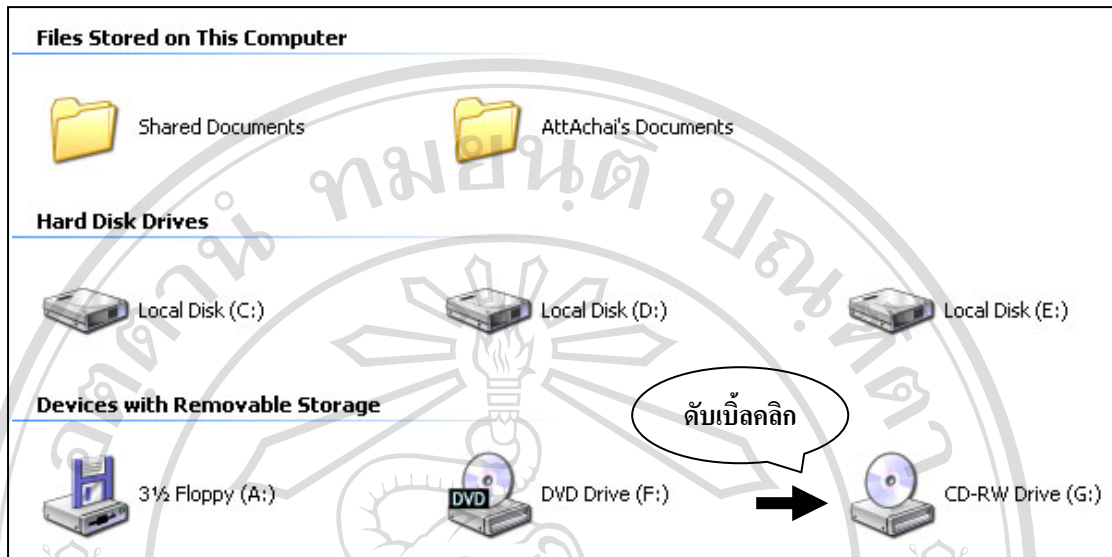 Files Stored on This Computer
Shared Documents
AttAchai's Documents
Hard Disk Drives
Local Disk (C:)
Local Disk (D:)
Local Disk (E:)
Devices with Removable Storage
ดับเบิ้ลคลิก
3½ Floppy (A:)
DVD
DVD Drive (F:)
CD-RW Drive (G:)